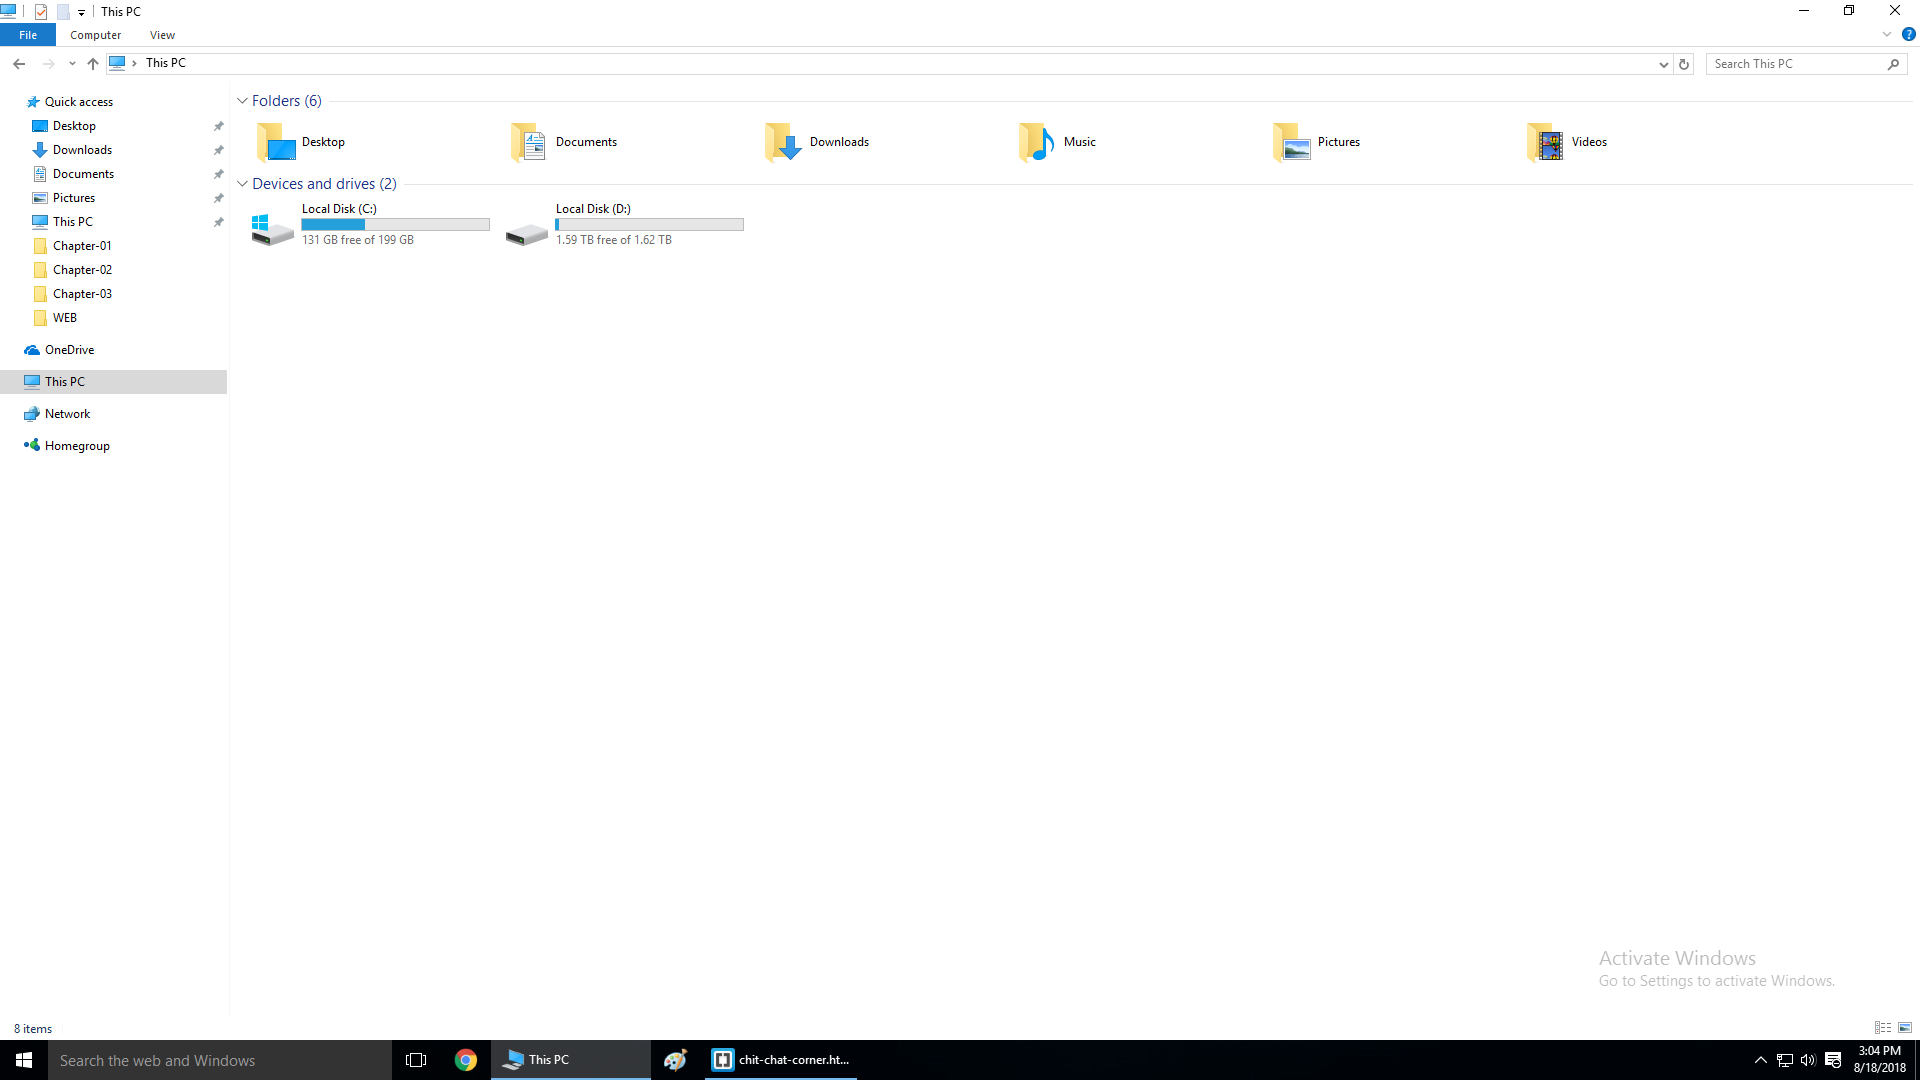 This PC
File
Computer
View
This PC
Search This PC
Quick access
Desktop
Downloads
Documents
Pictures
This PC
Chapter-01
Chapter-02
Chapter-03
WEB
OneDrive
This PC
Network
Homegroup
Folders (6)
Desktop
Documents
Downloads
Music
Pictures
Videos
Devices and drives (2)
Local Disk (C:)
131 GB free of 199 GB
Local Disk (D:)
1.59 TB free of 1.62 TB
Activate Windows
Go to Settings to activate Windows.
8 items
Search the web and Windows
This PC
chit-chat-corner.ht...
3:04 PM
8/18/2018